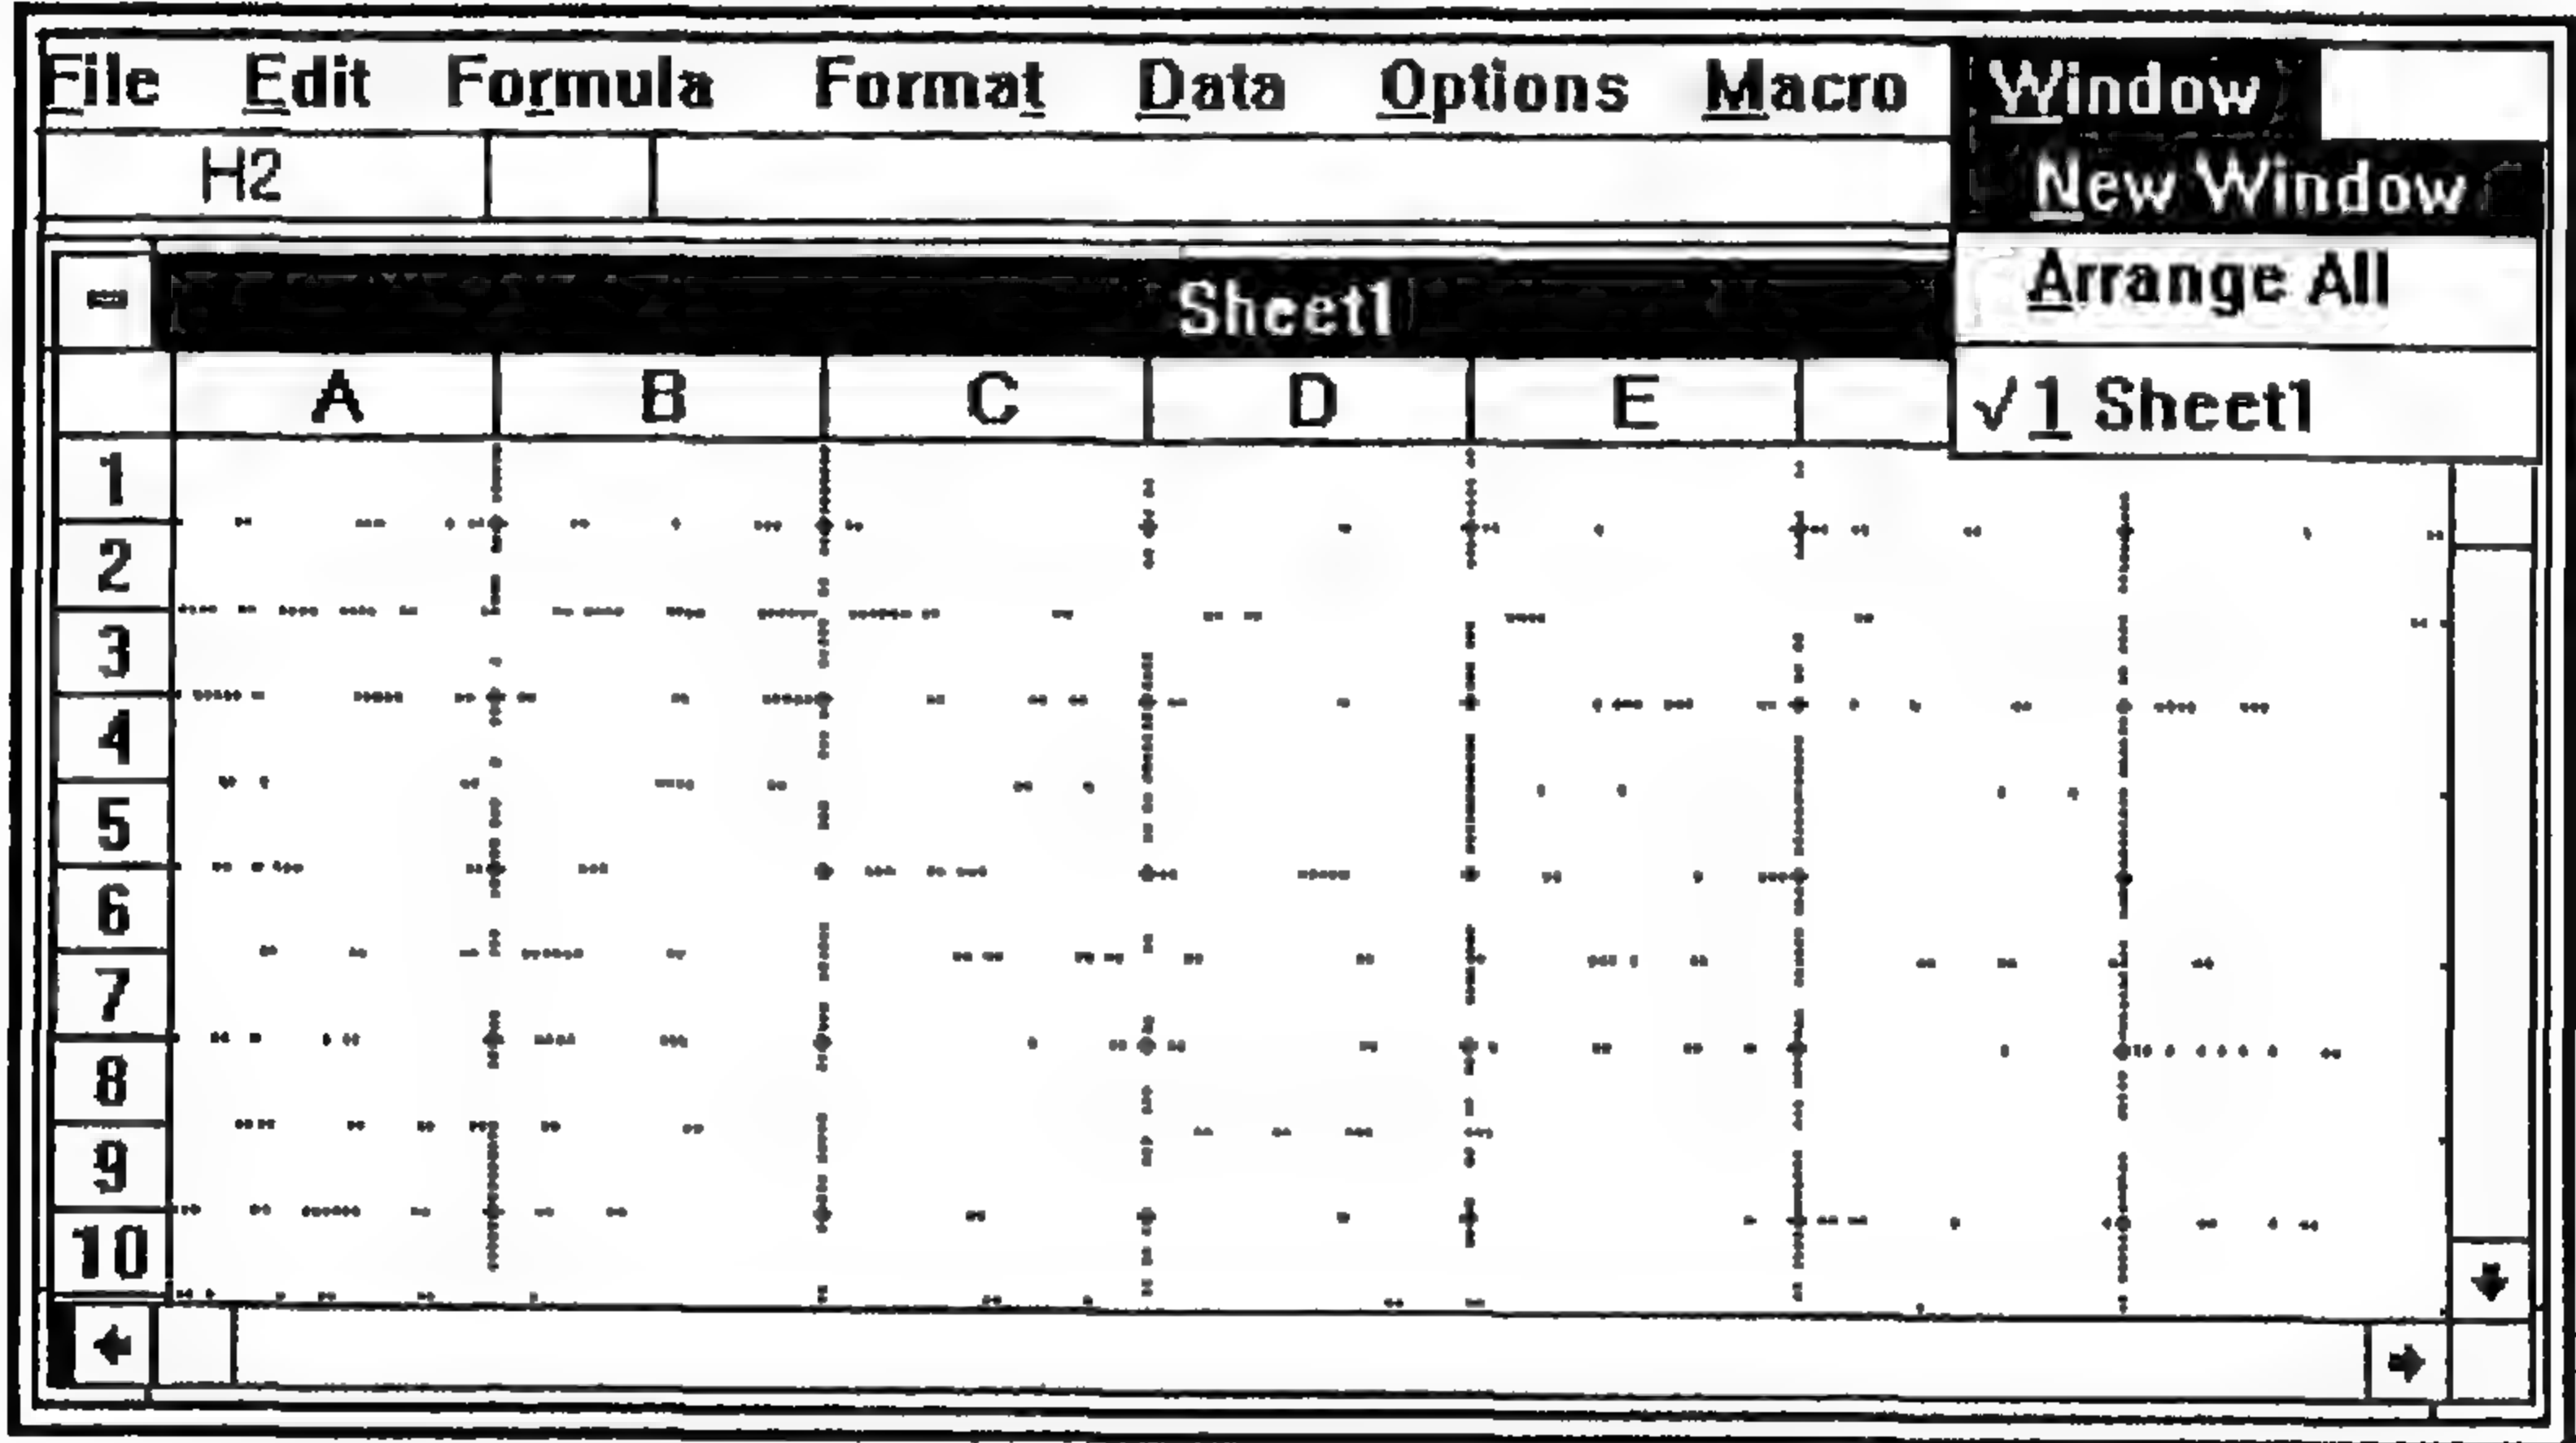 File Edit Formula Format Data Options Macro Window
H2
New Window
Arrange All
√1 Sheet1
Sheet1
A B C D E
1
2
3
4
5
6
7
8
9
10